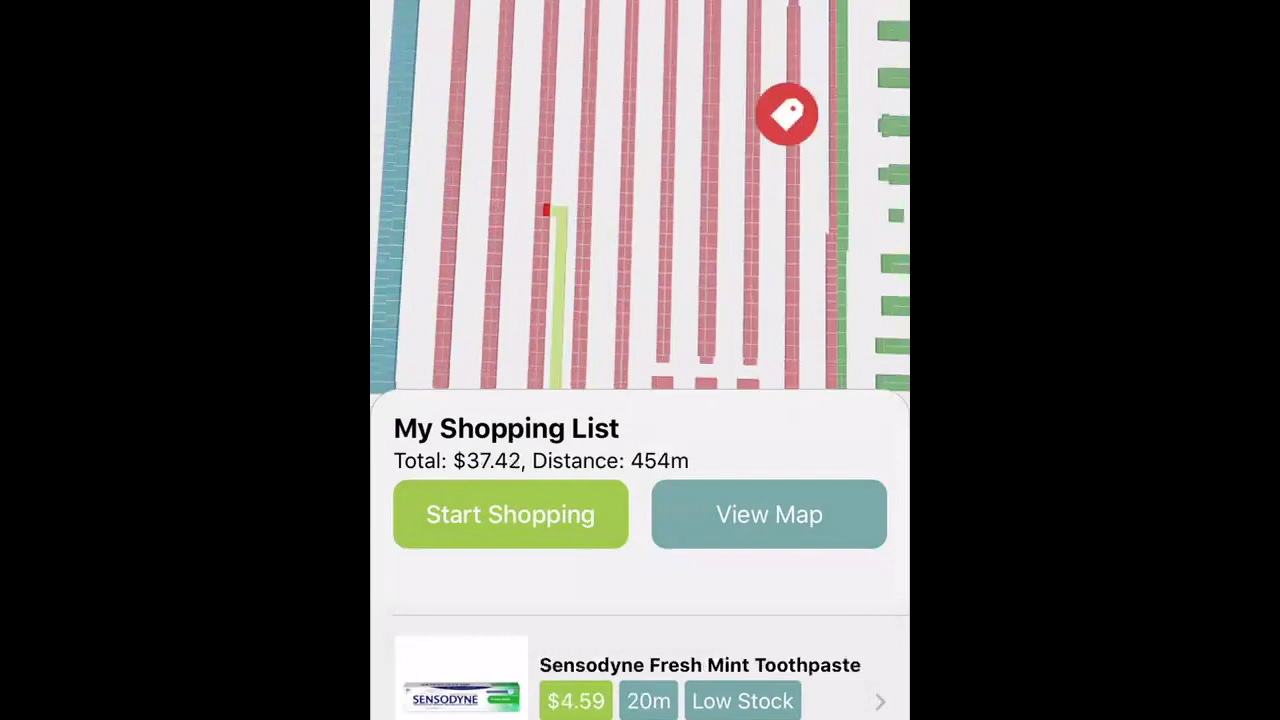 My Shopping List
Total: $37.42, Distance: 454m
Start Shopping
View Map
Sensodyne Fresh Mint Toothpaste
SENSODYNE
$4.59
20m
Low Stock